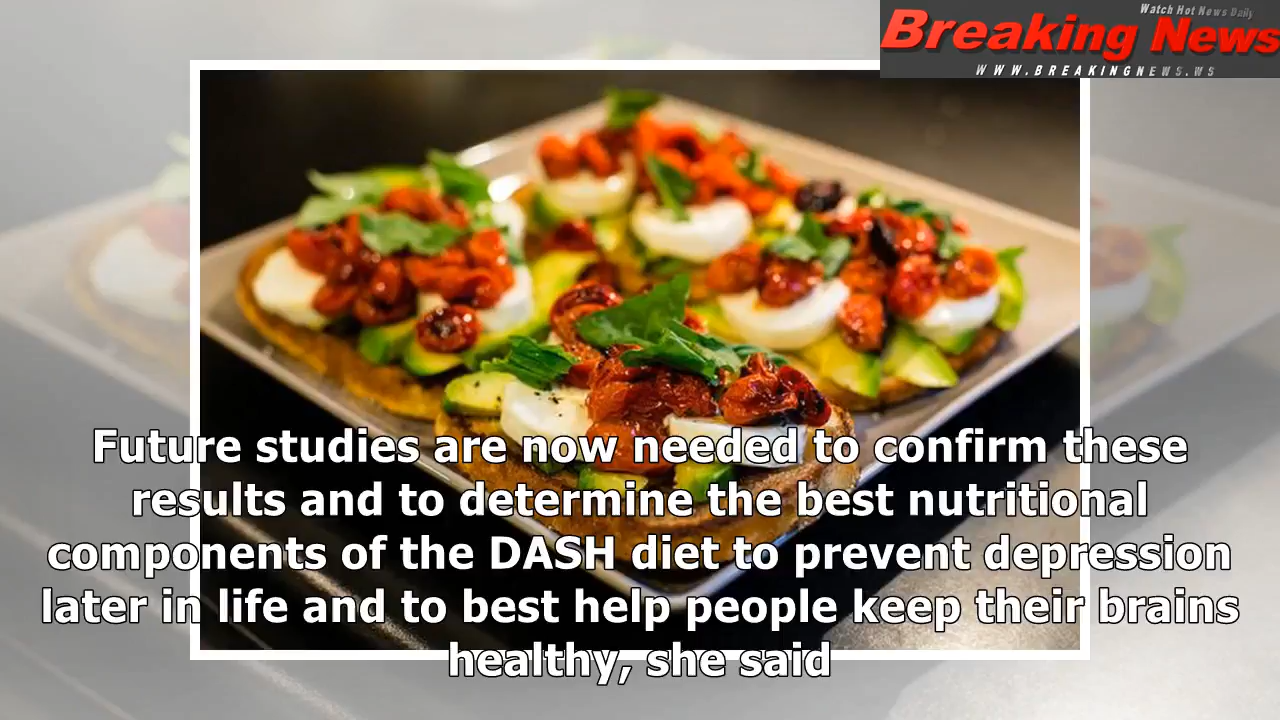 Watch Hot News Daily
Breaking News
WWW.BREAKINGNEWS.WS
Future studies are now needed to confirm these
results and to determine the best nutritional
components of the DASH diet to prevent depression
later in life and to best help people keep their brains
healthy, she said